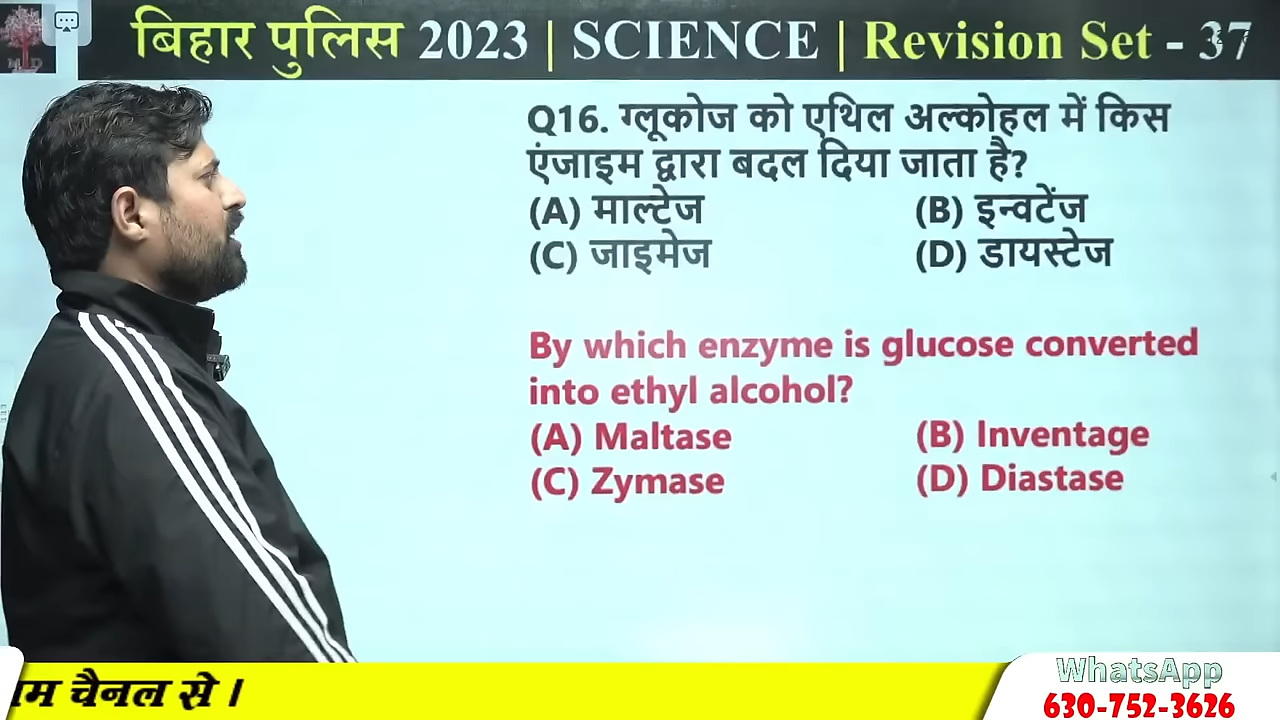 बिहार पुलिस 2023 | SCIENCE | Revision Set - 37
Q16. ग्लूकोज को एथिल अल्कोहल में किस
एंजाइम द्वारा बदल दिया जाता है?
(A) माल्टेज (B) इन्वटेंज
(C) जाइमेज (D) डायस्टेज
By which enzyme is glucose converted
into ethyl alcohol?
(A) Maltase (B) Inventage
(C) Zymase (D) Diastase
चैनल से ।
WhatsApp
630-752-3626